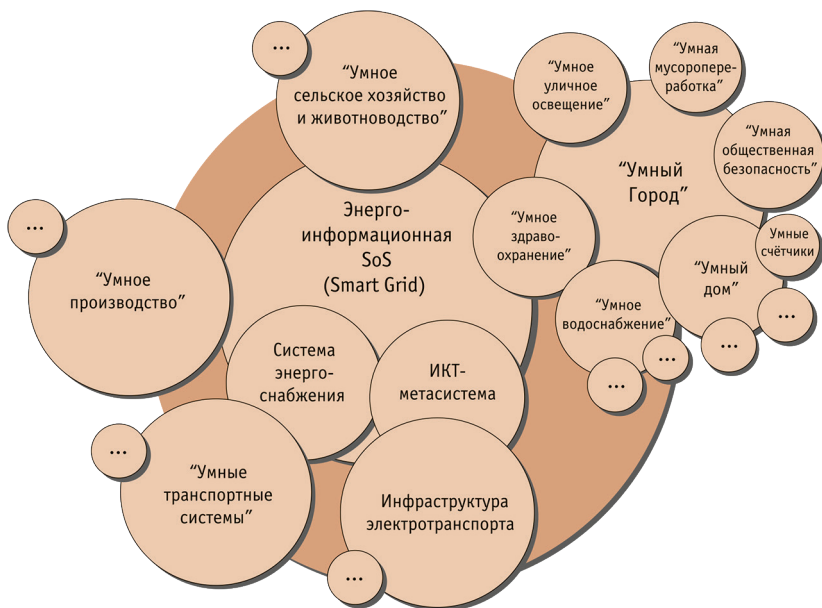 ...
“Умное
сельское хозяйство
и животноводство”
“Умное
уличное
освещение”
“Умная
мусоропере-
работка”
“Умная
общественная
безопасность”
“Умный
Город”
Энерго-
информационная
SoS
(Smart Grid)
“Умное
здраво-
охранение”
Умные
счётчики
“Умный
дом”
...
“Умное
производство”
“Умное
водоснабжение”
...
...
...
...
Система
энерго-
снабжения
ИКТ-
метасистема
...
“Умные
транспортные
системы”
Инфраструктура
электротранспорта
...